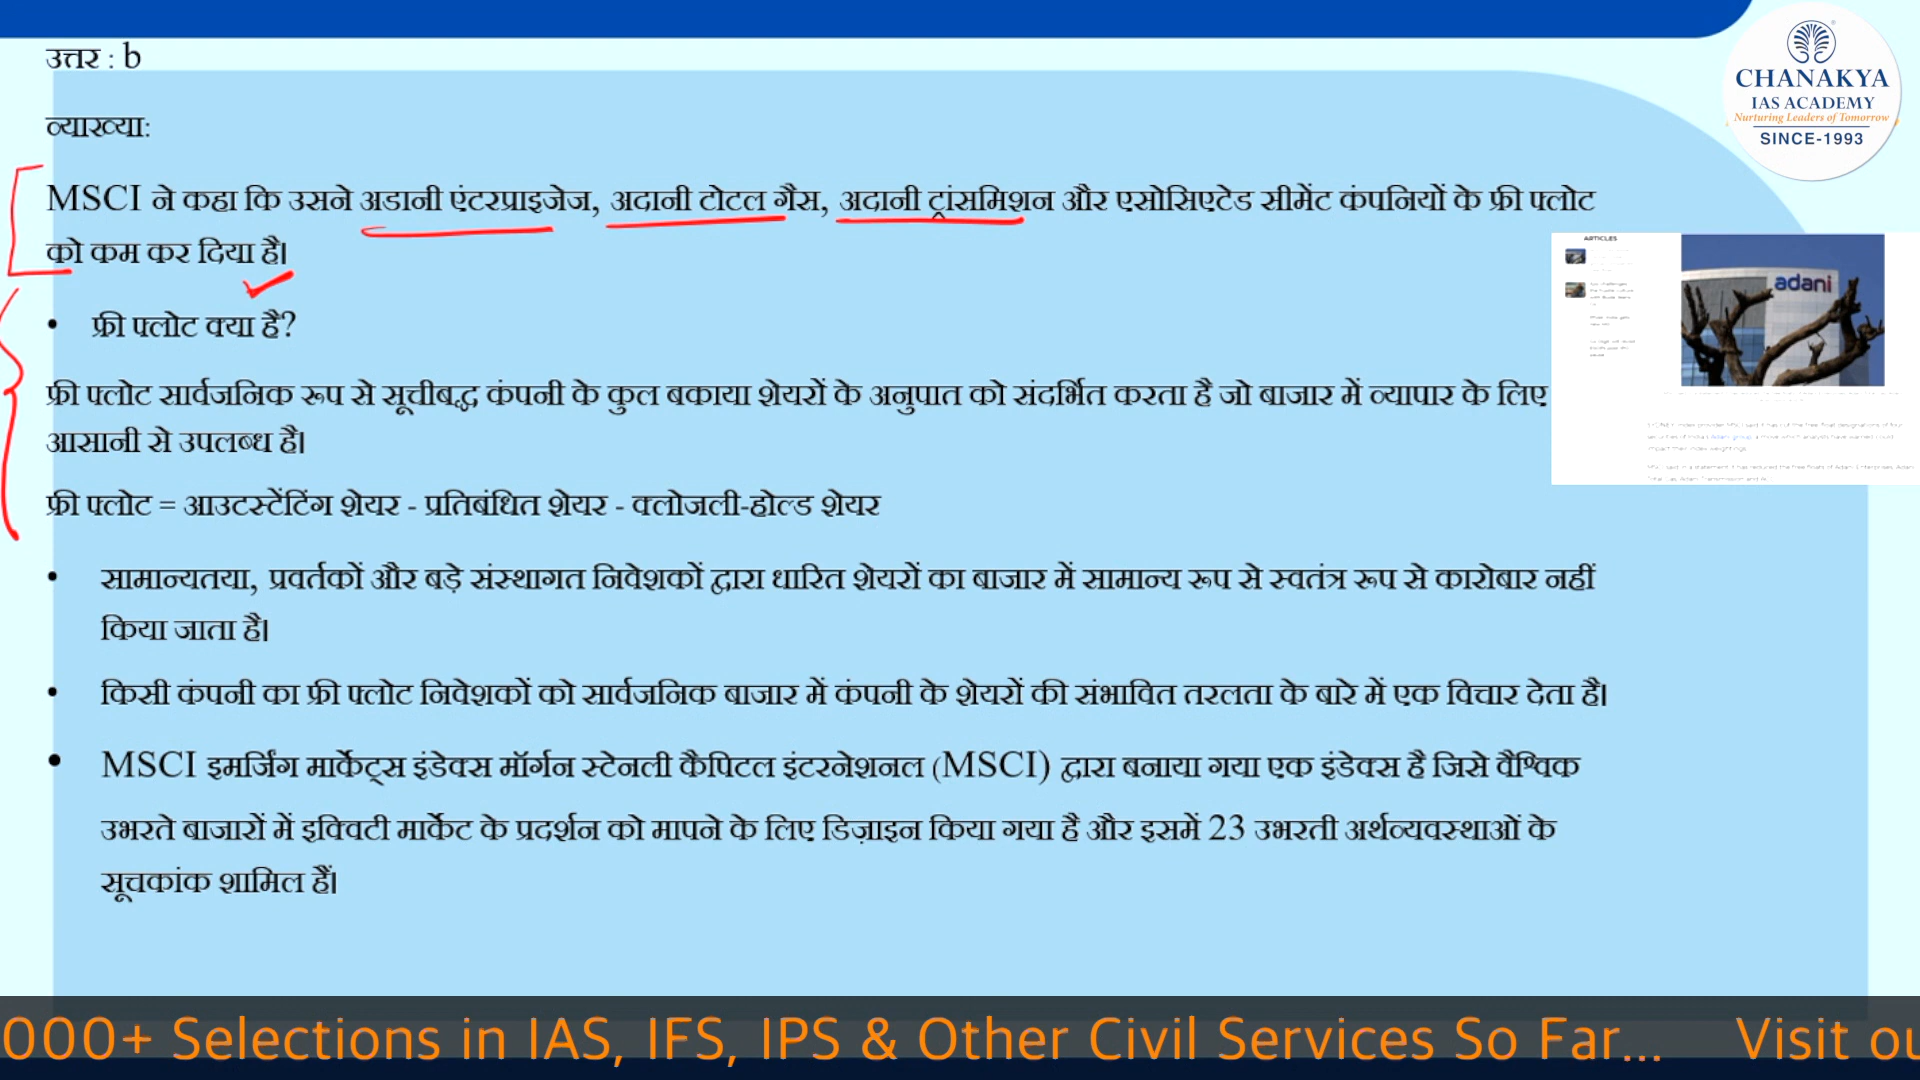 उत्तर : b
व्याख्या:
MSCI ने कहा कि उसने अडानी एंटरप्राइजेज, अदानी टोटल गैस, अदानी ट्रांसमिशन और एसोसिएटेड सीमेंट कंपनियों के फ्री फ्लोट
को कम कर दिया है।
• फ्री फ्लोट क्या है?
फ्री फ्लोट सार्वजनिक रूप से सूचीबद्ध कंपनी के कुल बकाया शेयरों के अनुपात को संदर्भित करता है जो बाजार में व्यापार के लिए
आसानी से उपलब्ध है।
फ्री फ्लोट = आउटस्टेंटिंग शेयर - प्रतिबंधित शेयर - क्लोजली-होल्ड शेयर
• सामान्यतया, प्रवर्तकों और बड़े संस्थागत निवेशकों द्वारा धारित शेयरों का बाजार में सामान्य रूप से स्वतंत्र रूप से कारोबार नहीं
किया जाता है।
• किसी कंपनी का फ्री फ्लोट निवेशकों को सार्वजनिक बाजार में कंपनी के शेयरों की संभावित तरलता के बारे में एक विचार देता है।
• MSCI इमर्जिंग मार्केट्स इंडेक्स मॉर्गन स्टेनली कैपिटल इंटरनेशनल (MSCI) द्वारा बनाया गया एक इंडेक्स है जिसे वैश्विक
उभरते बाजारों में इक्विटी मार्केट के प्रदर्शन को मापने के लिए डिज़ाइन किया गया है और इसमें 23 उभरती अर्थव्यवस्थाओं के
सूचकांक शामिल हैं।
CHANAKYA
IAS ACADEMY
Nurturing Leaders of Tomorrow
SINCE-1993
ARTICLES
adani
000+ Selections in IAS, IFS, IPS & Other Civil Services So Far... Visit ou